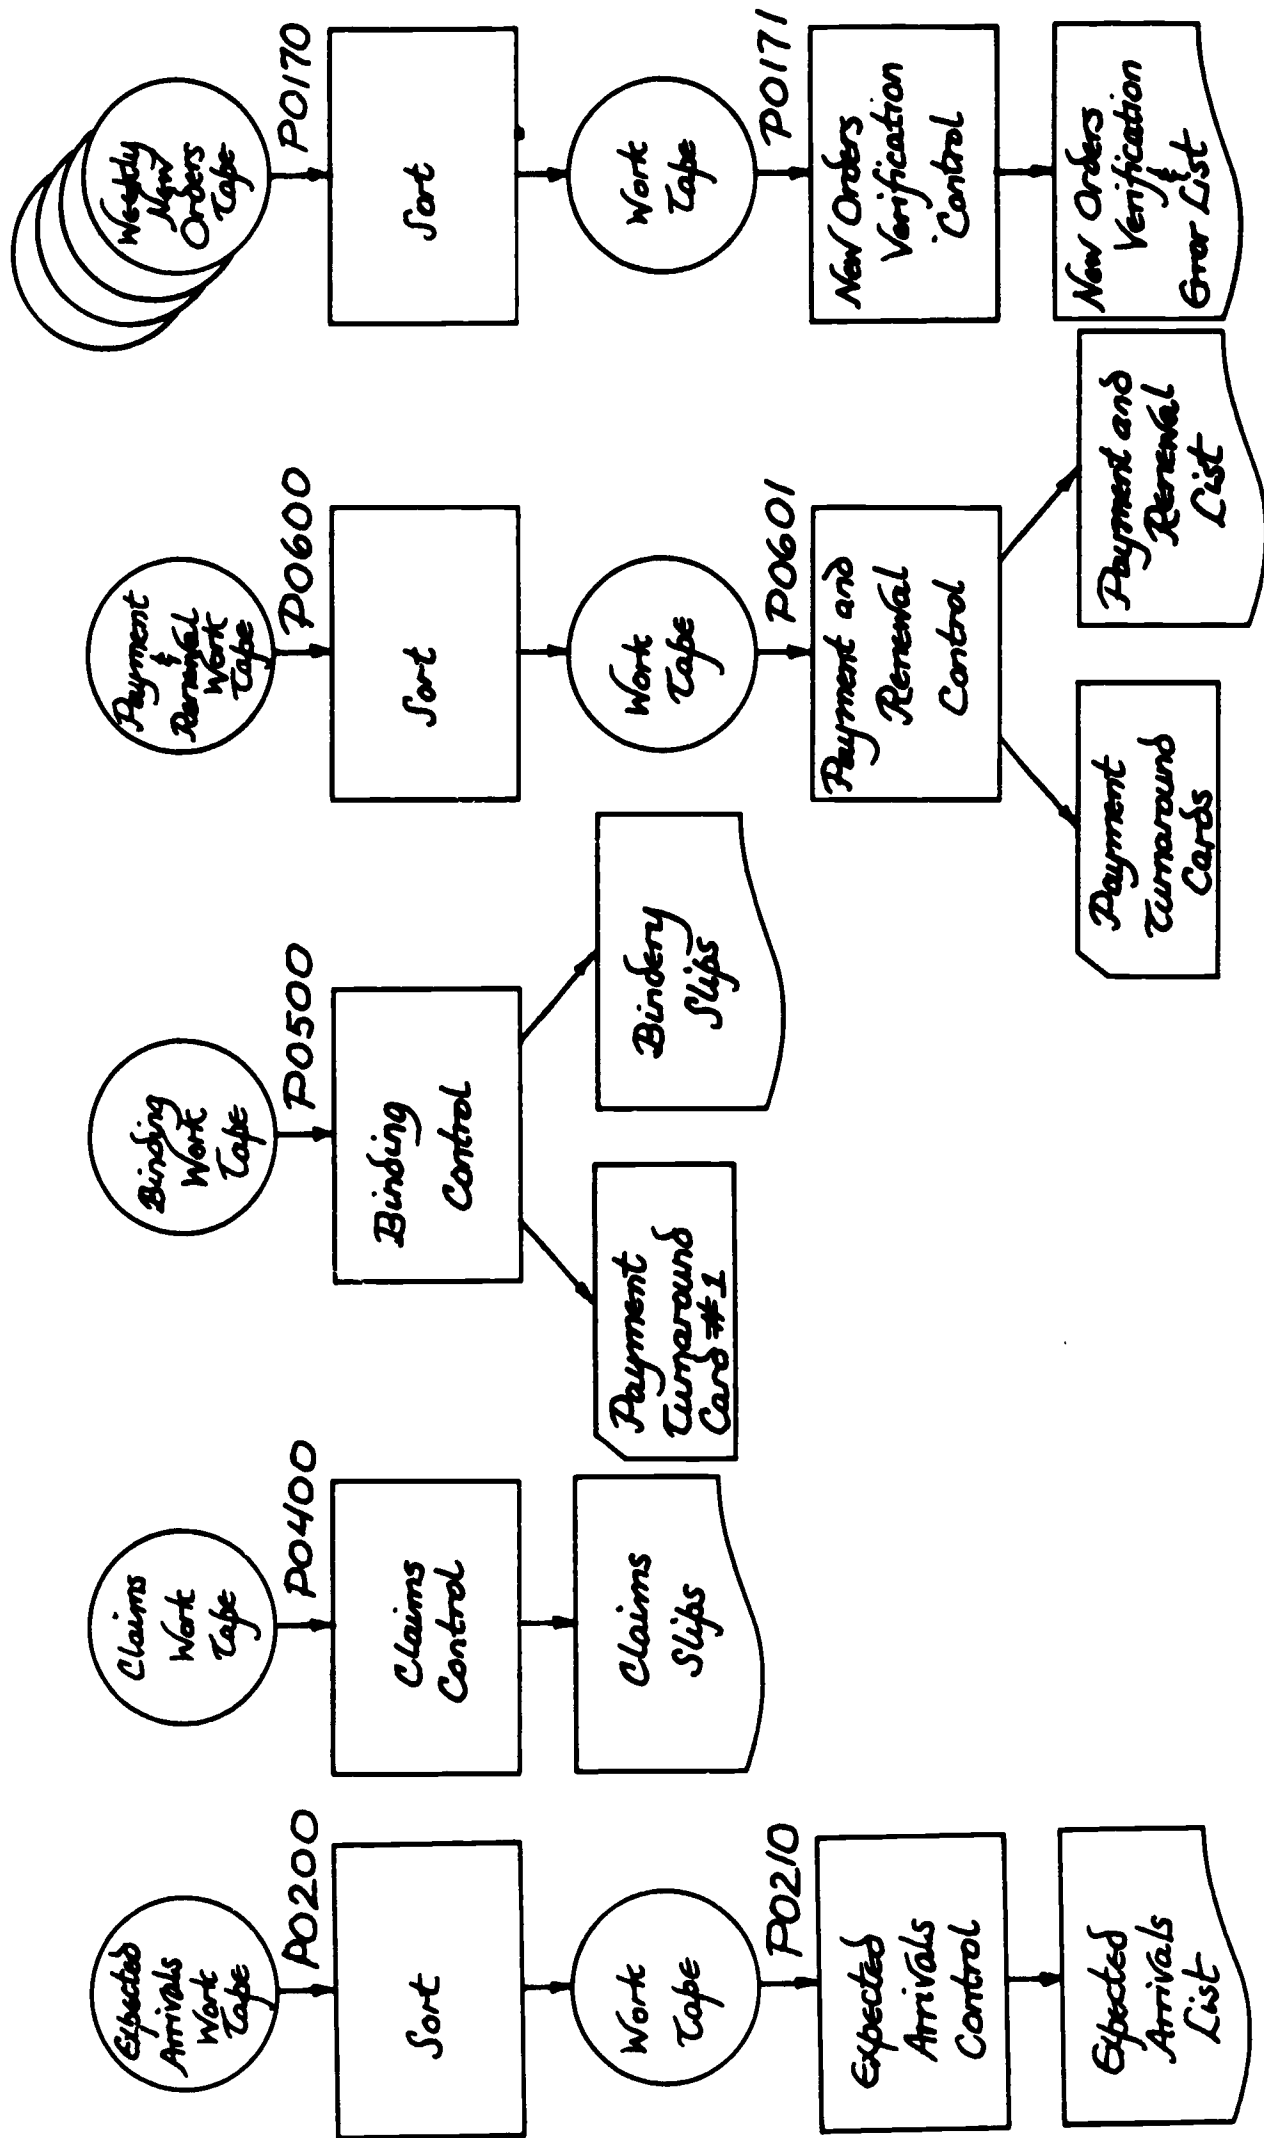 Expected
Arrivals
Work
Tape
P0200
Sort
Work
Tape
P0210
Expected
Arrivals
Control
Expected
Arrivals
List
Claims
Work
Tape
P0400
Claims
Control
Claims
Slips
Binding
Work
Tape
P0500
Binding
Control
Payment
Turnaround
Card #1
Bindery
Slips
Payment
&
Renewal
Work
Tape
P0600
Sort
Work
Tape
P0601
Payment and
Renewal
Control
Payment
Turnaround
Cards
Payment and
Renewal
List
Weekly
New
Orders
Tape
P0170
Sort
Work
Tape
P0171
New Orders
Verification
Control
New Orders
Verification
&
Error List